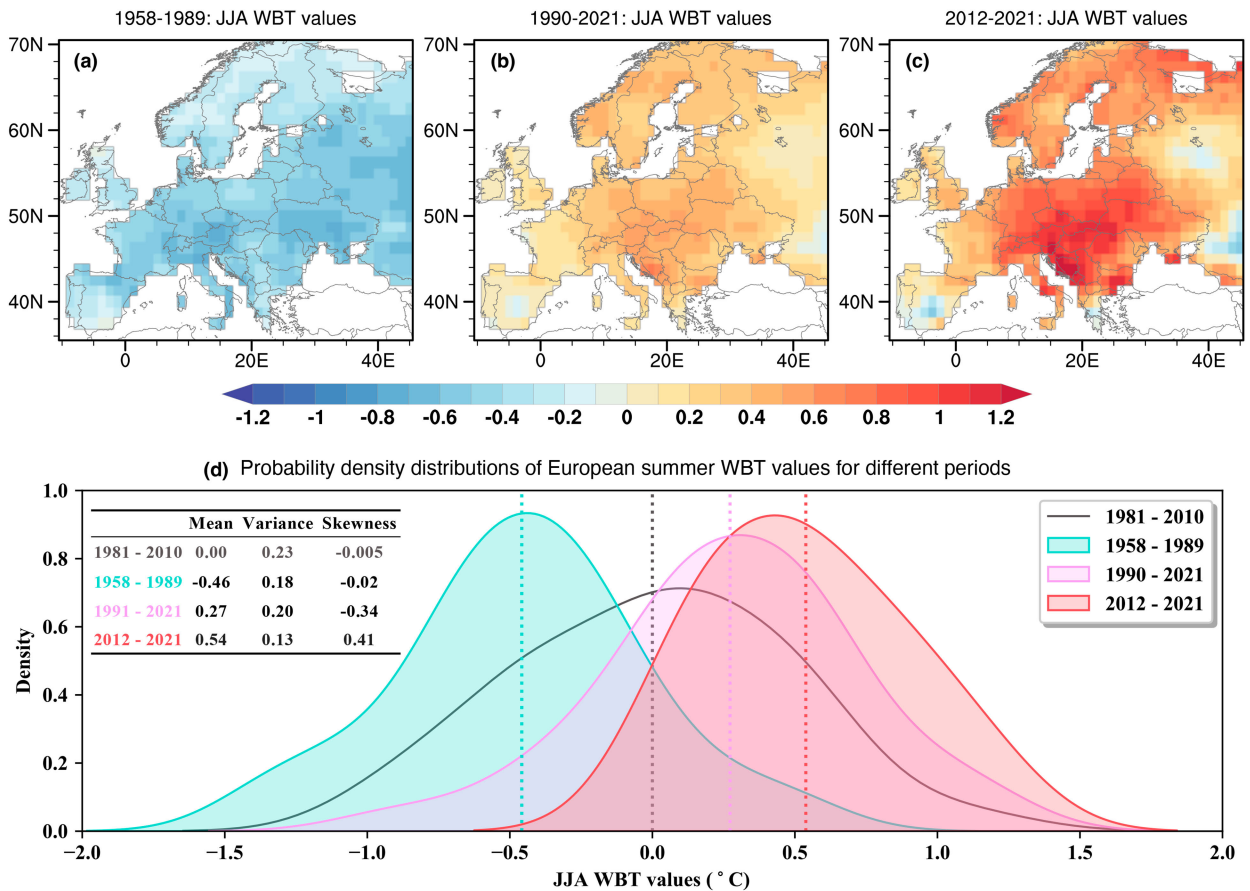 1958-1989: JJA WBT values
1990-2021: JJA WBT values
2012-2021: JJA WBT values
70N
(a)
60N
50N
40N
0 20E 40E
70N
(b)
60N
50N
40N
0 20E 40E
70N
(c)
60N
50N
40N
0 20E 40E
-1.2 -1 -0.8 -0.6 -0.4 -0.2 0 0.2 0.4 0.6 0.8 1 1.2
(d) Probability density distributions of European summer WBT values for different periods
Mean Variance Skewness
1981 - 2010 0.00 0.23 -0.005
1958 - 1989 -0.46 0.18 -0.02
1991 - 2021 0.27 0.20 -0.34
2012 - 2021 0.54 0.13 0.41
1981 - 2010
1958 - 1989
1990 - 2021
2012 - 2021
Density
1.0
0.8
0.6
0.4
0.2
0.0
−2.0 −1.5 −1.0 −0.5 0.0 0.5 1.0 1.5 2.0
JJA WBT values ( ° C)